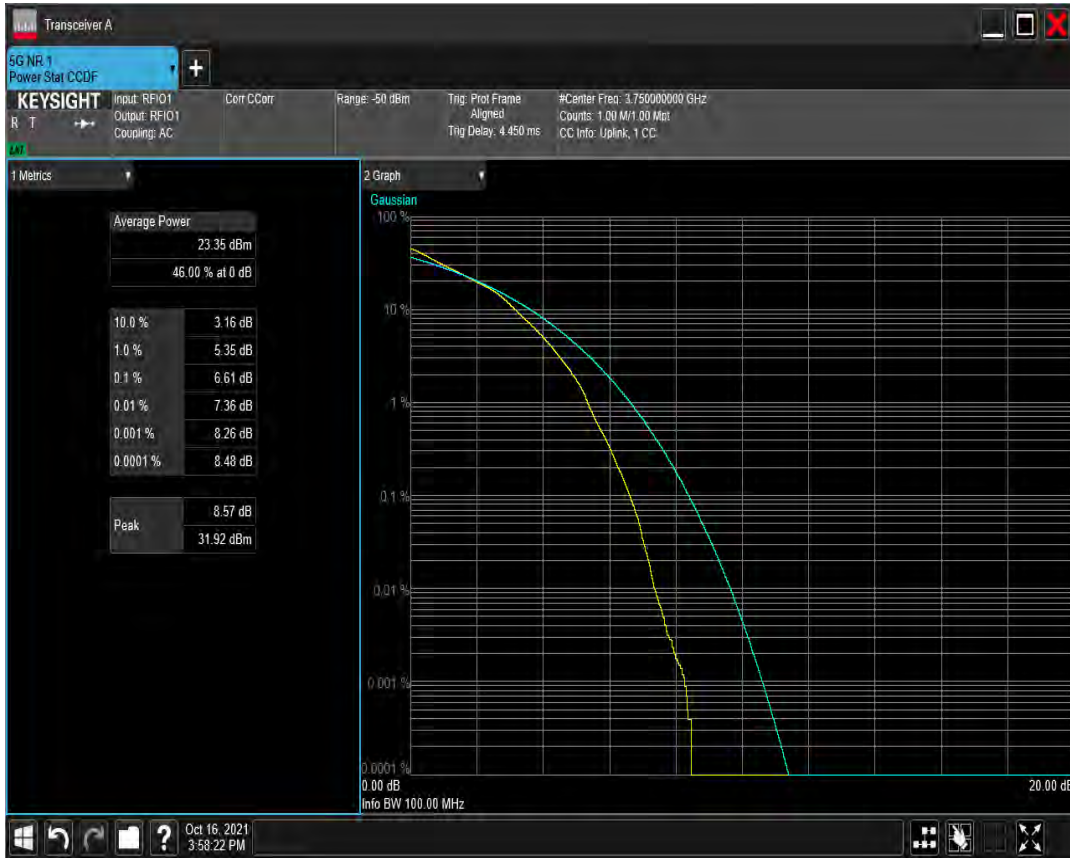 Transceiver A
5G NR 1
Power Stat CCDF
+
KEYSIGHT
R T
LXI
Input: RFIO1
Output: RFIO1
Coupling: AC
Corr CCorr
Range: -50 dBm
Trig: Prot Frame
Aligned
Trig Delay: 4.450 ms
#Center Freq: 3.750000000 GHz
Counts: 1.00 M/1.00 Mpt
CC Info: Uplink, 1 CC
1 Metrics
Average Power
23.35 dBm
46.00 % at 0 dB
10.0 % 3.16 dB
1.0 % 5.35 dB
0.1 % 6.61 dB
0.01 % 7.36 dB
0.001 % 8.26 dB
0.0001 % 8.48 dB
Peak
8.57 dB
31.92 dBm
2 Graph
Gaussian
100 %
10 %
1 %
0.1 %
0.01 %
0.001 %
0.0001 %
0.00 dB
20.00 dB
Info BW 100.00 MHz
?
Oct 16, 2021
3:58:22 PM